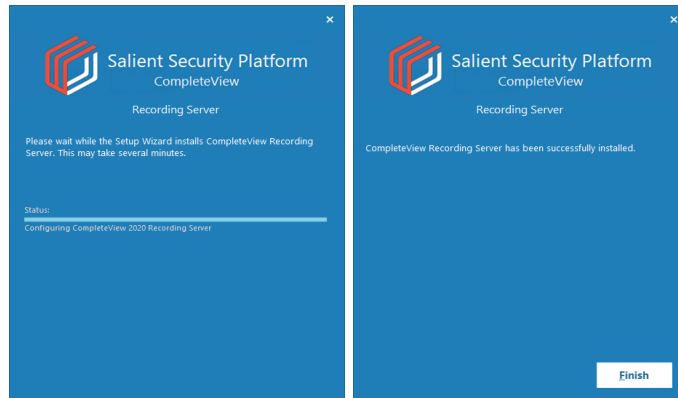 ×
Salient Security Platform
CompleteView
Recording Server
Please wait while the Setup Wizard installs CompleteView Recording
Server. This may take several minutes.
Status:
Configuring CompleteView 2020 Recording Server
×
Salient Security Platform
CompleteView
Recording Server
CompleteView Recording Server has been successfully installed.
Finish